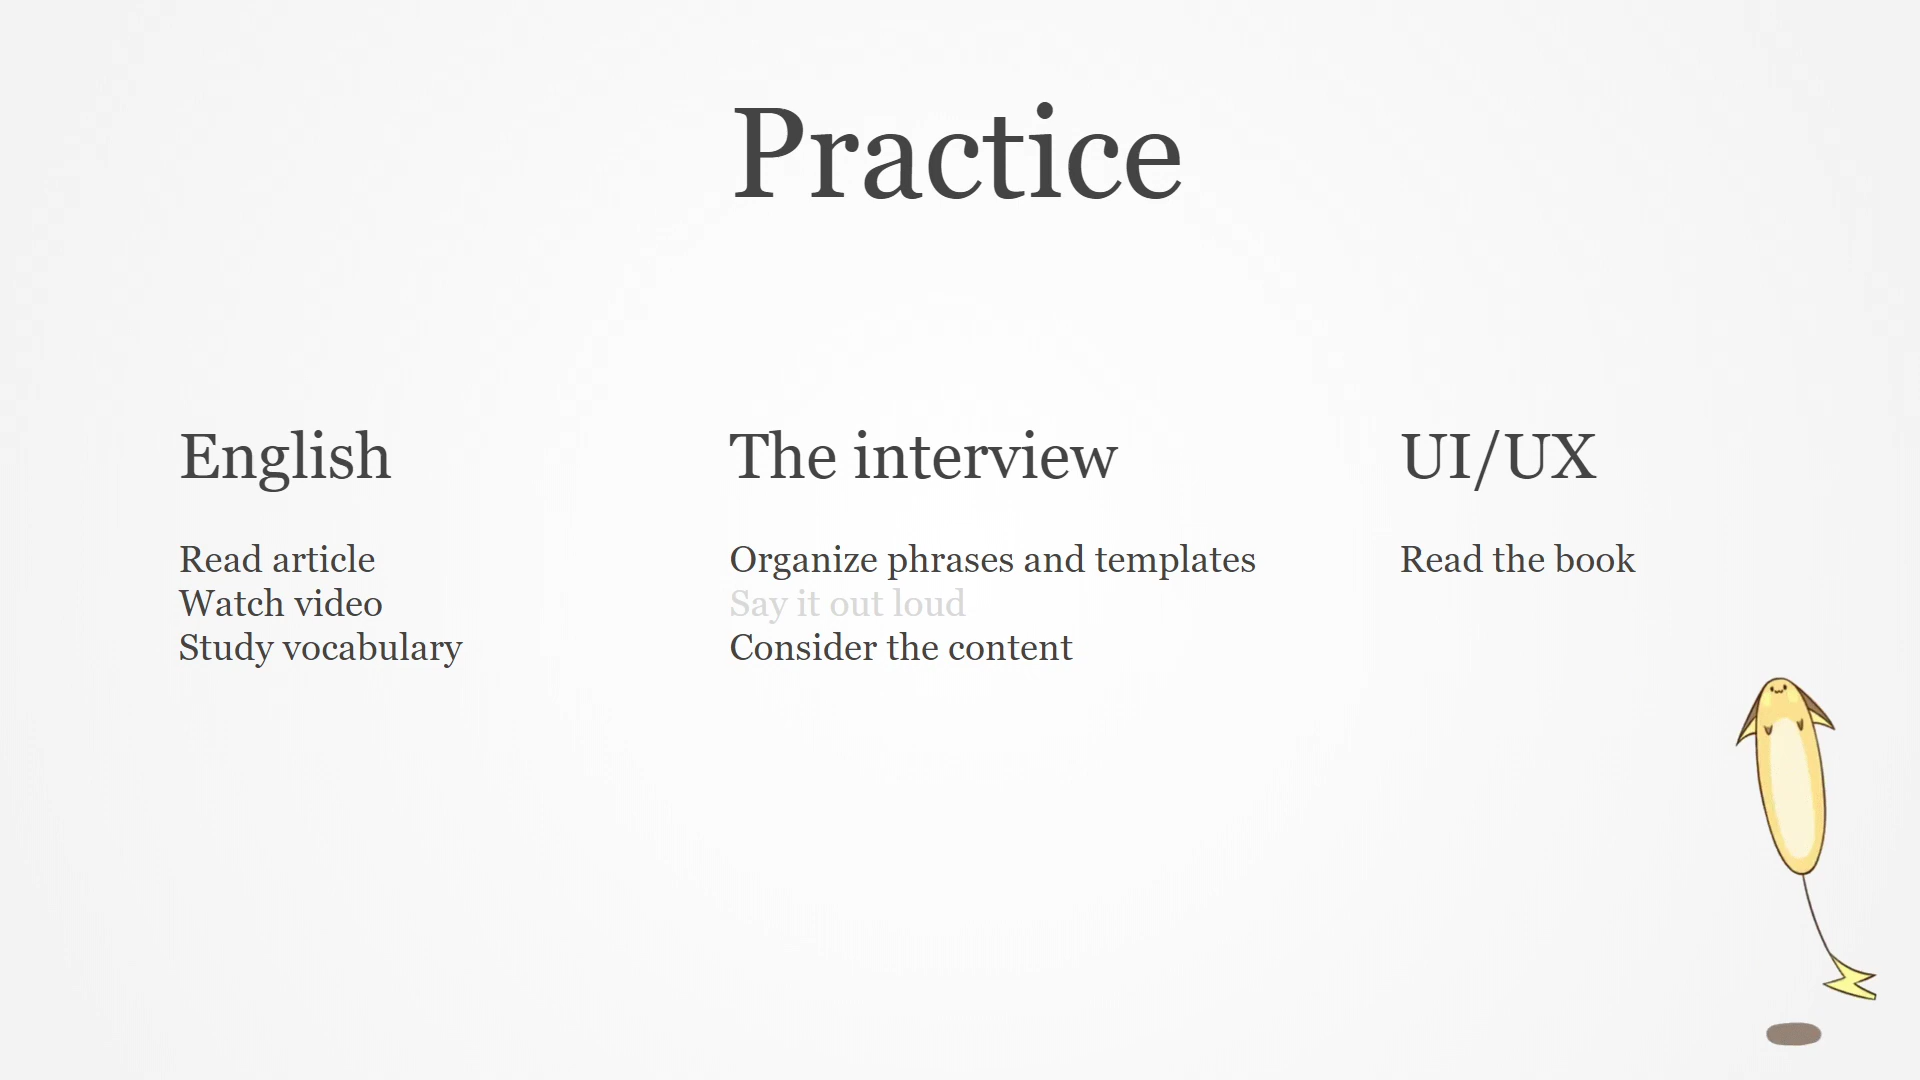 Practice
English
Read article
Watch video
Study vocabulary
The interview
Organize phrases and templates
Say it out loud
Consider the content
UI/UX
Read the book